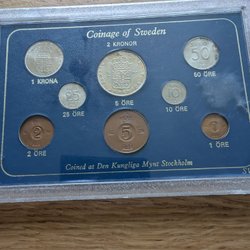 Coinage of Sweden
2 KRONOR
1 KRONA
50 ÖRE
50
25
10
25 ÖRE
5 ÖRE
10 ÖRE
2
5
1
2 ÖRE
1 ÖRE
Coined at Den Kungliga Mynt Stockholm